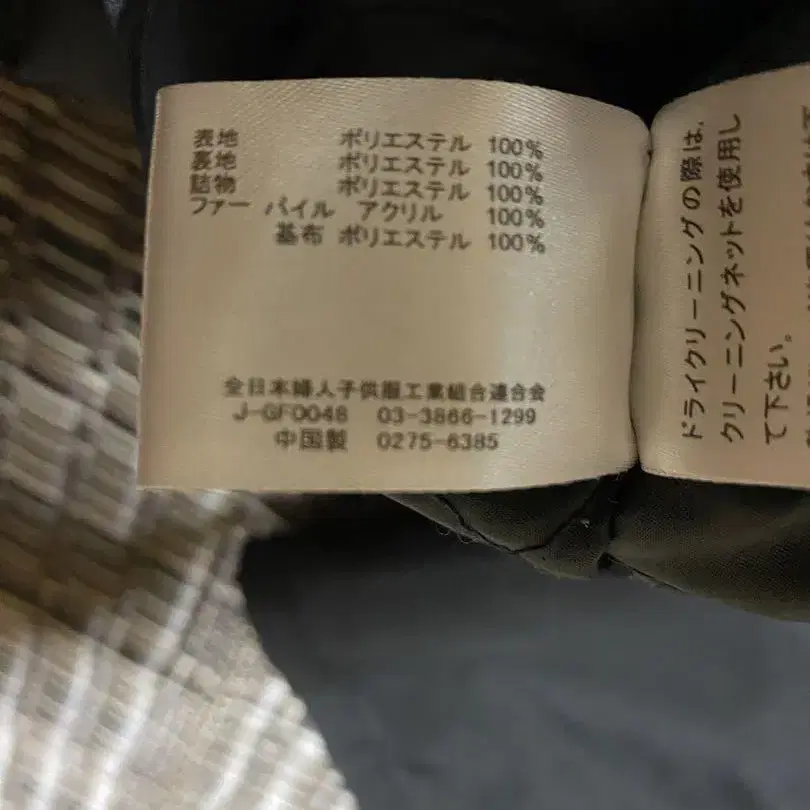 表地 ポリエステル 100%
裏地 ポリエステル 100%
詰物 ポリエステル 100%
ファー パイル アクリル 100%
基布 ポリエステル 100%
全日本婦人子供服工業組合連合会
J-GF0048 03-3866-1299
中国製 0275-6385
ドライクリーニングの際は、
クリーニングネットを使用し
て下さい。